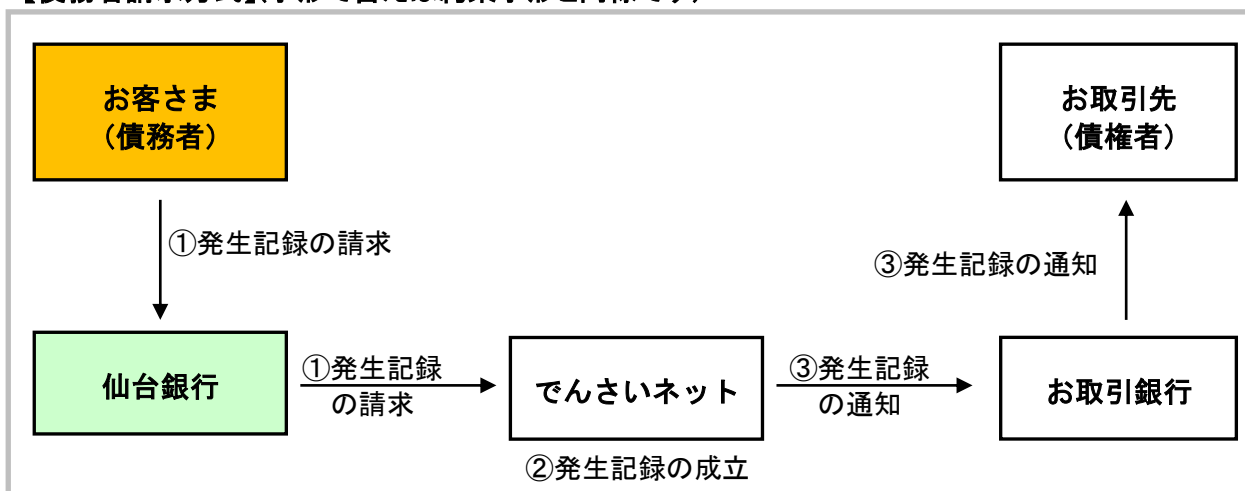 お客さま
（債務者）
お取引先
（債権者）
①発生記録の請求
③発生記録の通知
仙台銀行
①発生記録
の請求
でんさいネット
③発生記録
の通知
お取引銀行
②発生記録の成立